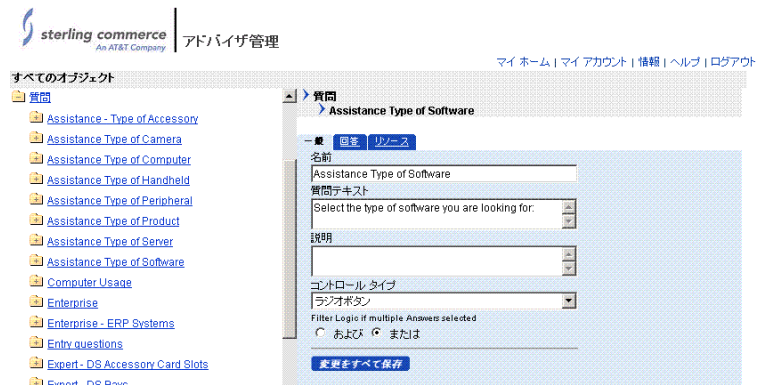 sterling commerce
An AT&T Company
アドバイザ管理
マイ ホーム | マイ アカウント | 情報 | ヘルプ | ログアウト
すべてのオブジェクト
質問
Assistance - Type of Accessory
Assistance Type of Camera
Assistance Type of Computer
Assistance Type of Handheld
Assistance Type of Peripheral
Assistance Type of Product
Assistance Type of Server
Assistance Type of Software
Computer Usage
Enterprise
Enterprise - ERP Systems
Entry questions
Expert - DS Accessory Card Slots
Expert - DS Bays
質問
Assistance Type of Software
一般 回答 リソース
名前
Assistance Type of Software
質問テキスト
Select the type of software you are looking for:
説明
コントロール タイプ
ラジオボタン
Filter Logic if multiple Answers selected
および または
変更をすべて保存